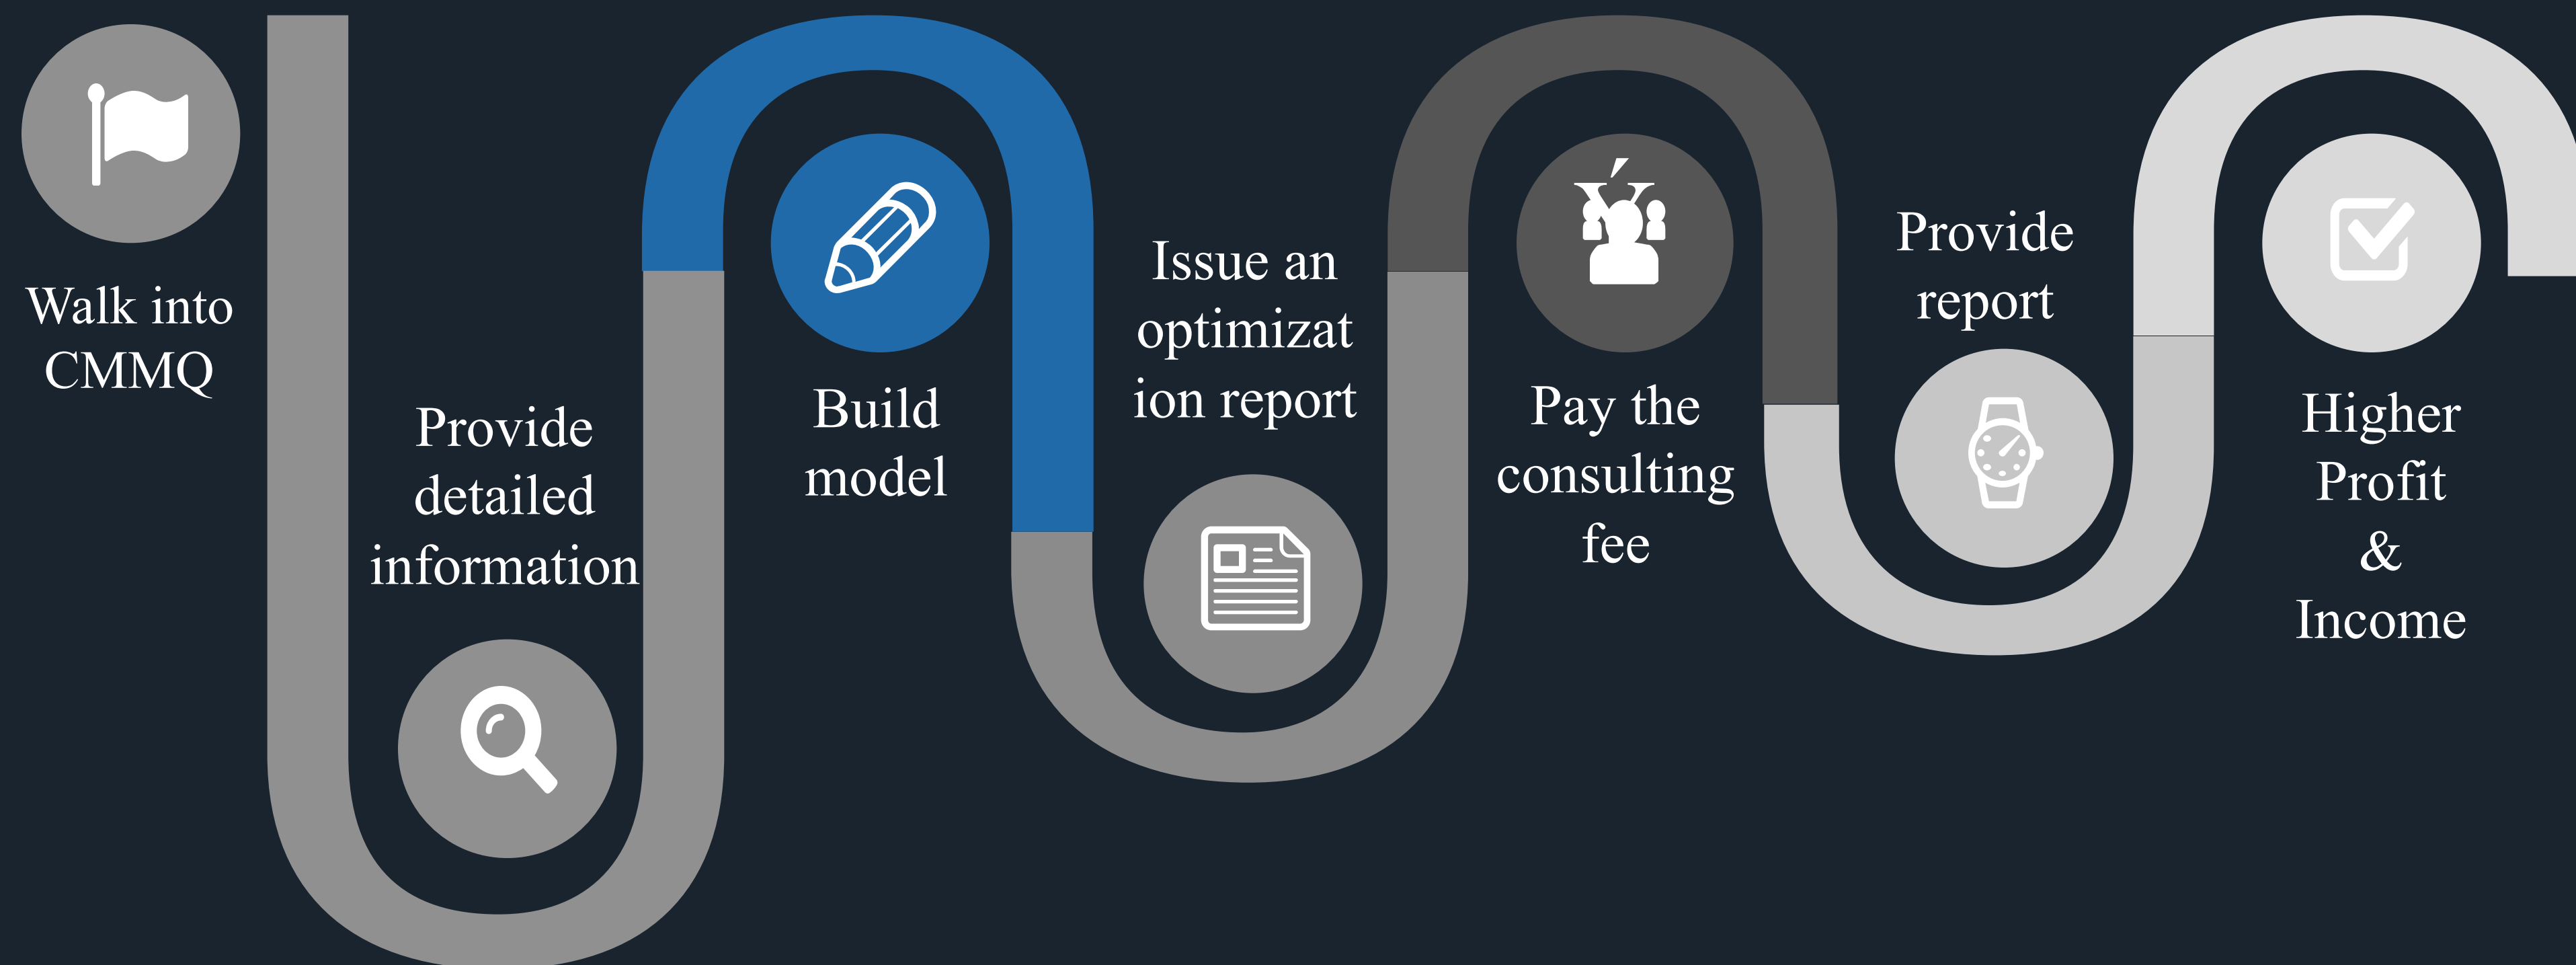 Walk into
CMMQ
Provide
detailed
information
Build
model
Issue an
optimizat
ion report
Pay the
consulting
fee
Provide
report
Higher
Profit
&
Income